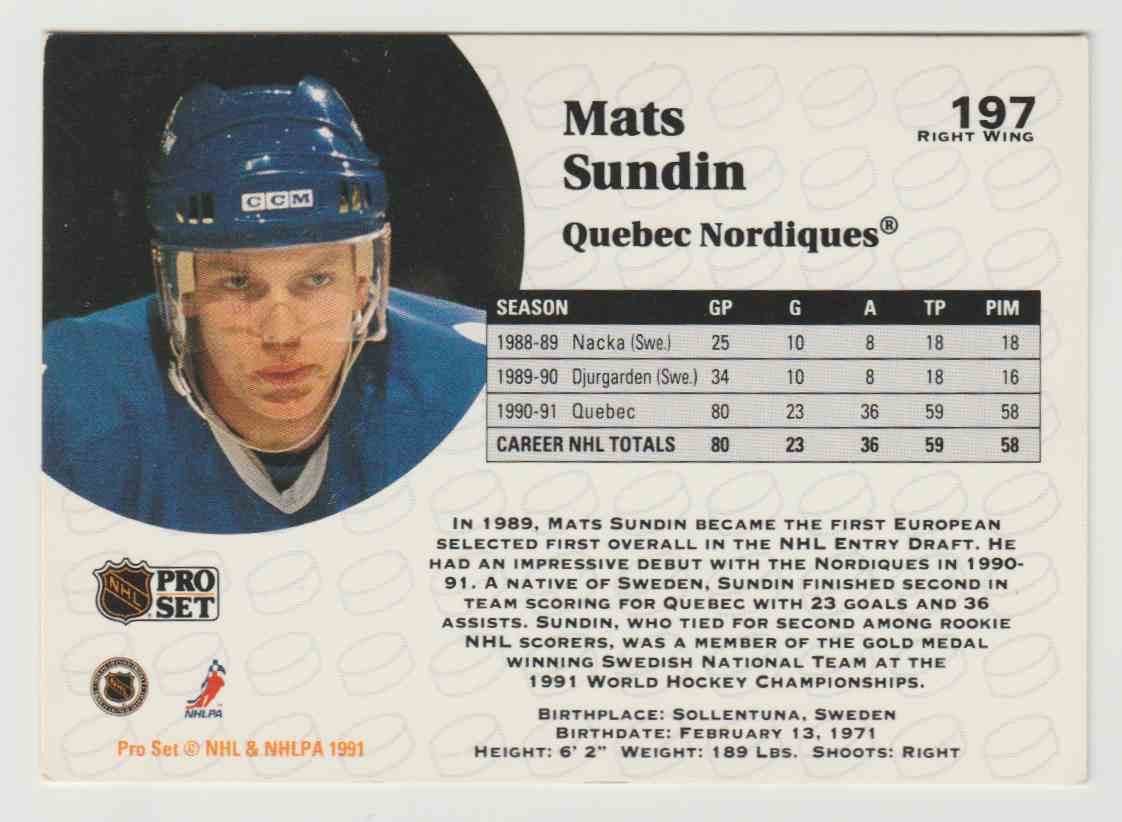 Mats
Sundin
197
RIGHT WING
Quebec Nordiques®
CCM
SEASON GP G A TP PIM
1988-89 Nacka (Swe.) 25 10 8 18 18
1989-90 Djurgarden (Swe.) 34 10 8 18 16
1990-91 Quebec 80 23 36 59 58
CAREER NHL TOTALS 80 23 36 59 58
IN 1989, MATS SUNDIN BECAME THE FIRST EUROPEAN
SELECTED FIRST OVERALL IN THE NHL ENTRY DRAFT. HE
HAD AN IMPRESSIVE DEBUT WITH THE NORDIQUES IN 1990-
91. A NATIVE OF SWEDEN, SUNDIN FINISHED SECOND IN
TEAM SCORING FOR QUEBEC WITH 23 GOALS AND 36
ASSISTS. SUNDIN, WHO TIED FOR SECOND AMONG ROOKIE
NHL SCORERS, WAS A MEMBER OF THE GOLD MEDAL
WINNING SWEDISH NATIONAL TEAM AT THE
1991 WORLD HOCKEY CHAMPIONSHIPS.
BIRTHPLACE: SOLLENTUNA, SWEDEN
BIRTHDATE: FEBRUARY 13, 1971
HEIGHT: 6' 2" WEIGHT: 189 LBS. SHOOTS: RIGHT
NHL
PRO
SET
NHLPA
Pro Set © NHL & NHLPA 1991